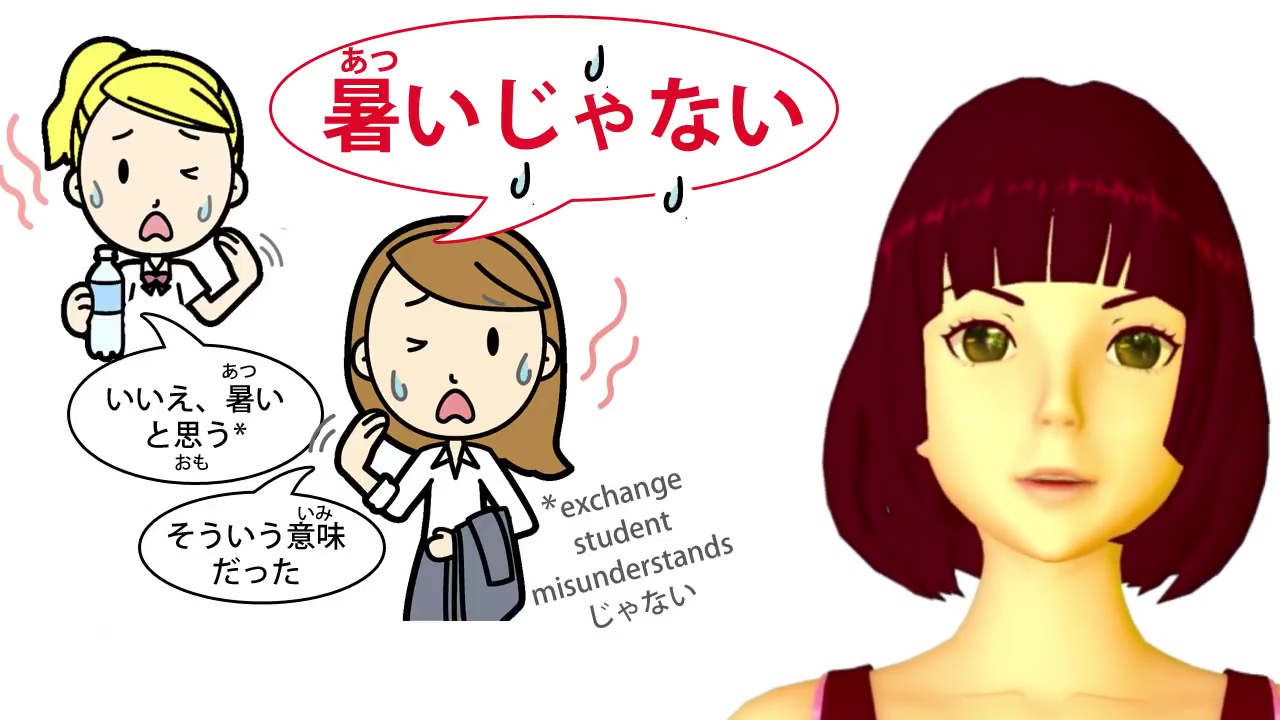 あつ
暑いじゃない
あつ
いいえ、暑い
と思う*
おも
いみ
そういう意味
だった
*exchange
student
misunderstands
じゃない